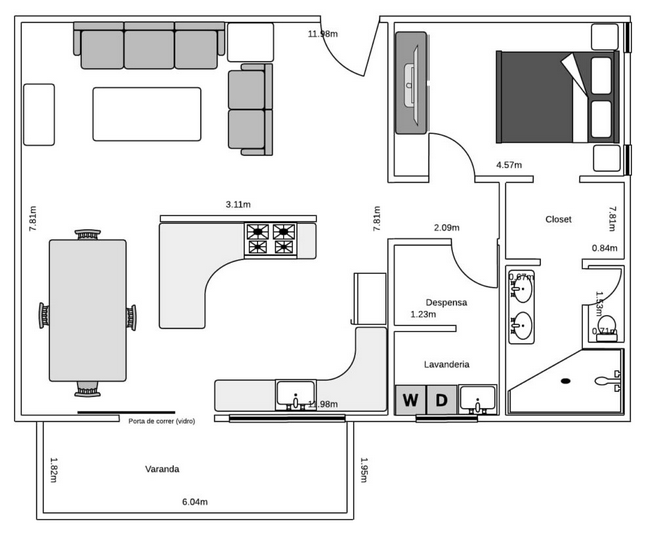 11.98m
4.57m
7.81m
3.11m
7.81m
2.09m
Closet
7.81m
0.84m
0.67m
Despensa
1.23m
1.53m
0.71m
Lavanderia
W D
11.98m
Porta de correr (vidro)
1.82m
Varanda
1.95m
6.04m